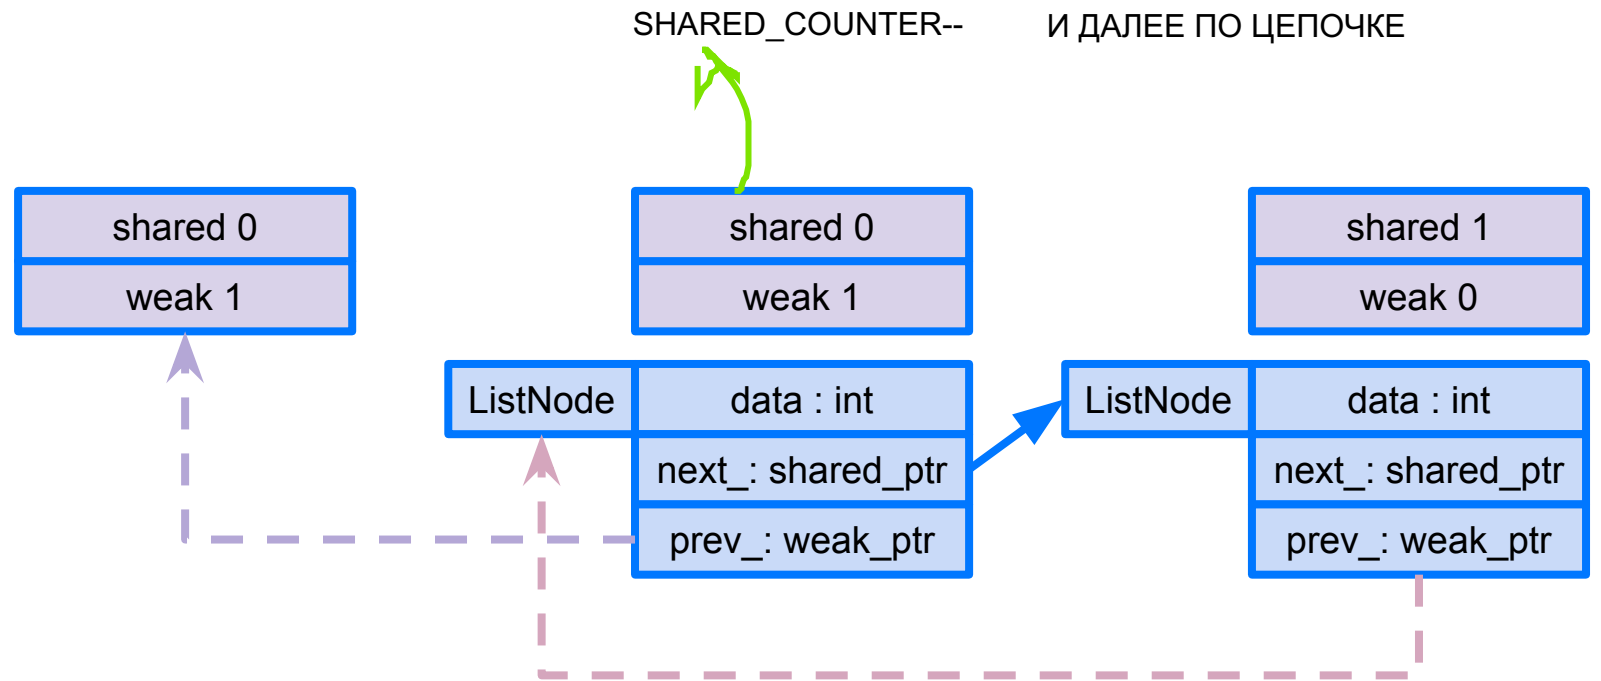 SHARED_COUNTER-- И ДАЛЕЕ ПО ЦЕПОЧКЕ
shared 0
weak 1
shared 0
weak 1
shared 1
weak 0
ListNode
data : int
next_: shared_ptr
prev_: weak_ptr
ListNode
data : int
next_: shared_ptr
prev_: weak_ptr